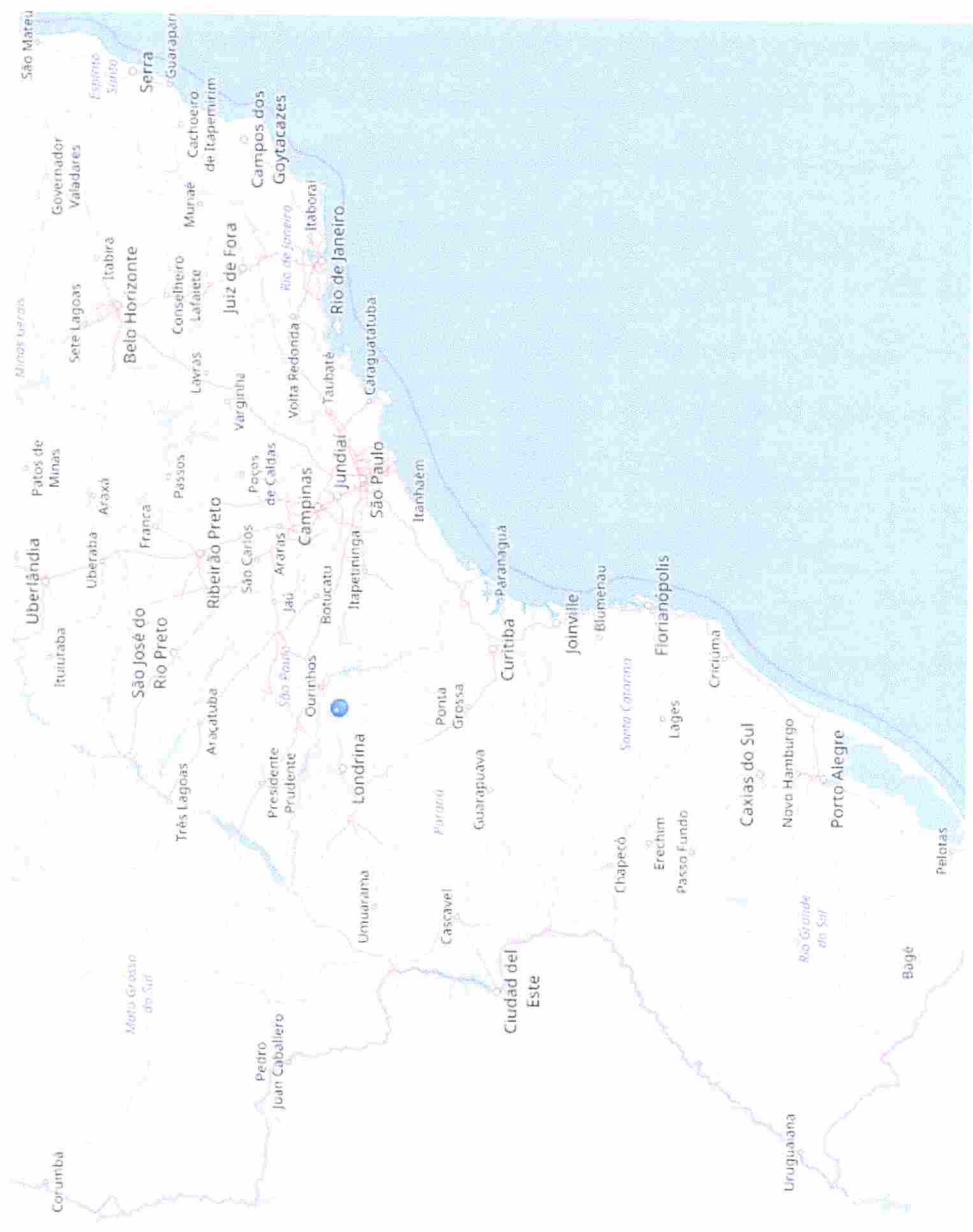 Corumbá
Mato Grosso
do Sul
Pedro
Juan Caballero
Ciudad del
Este
Uruguaiana
Bagé
Rio Grande
do Sul
Pelotas
Umuarama
Cascavel
Chapecó
Erechim
Passo Fundo
Três Lagoas
Presidente
Prudente
Londrina
Paraná
Guarapuava
Ponta
Grossa
Caxias do Sul
Novo Hamburgo
Porto Alegre
Lages
Santa Catarina
Criciúma
Florianópolis
Blumenau
Joinville
Curitiba
Paranaguá
Ituiutaba
Uberlândia
São José do
Rio Preto
Araçatuba
São Paulo
Ourinhos
Jaú
Botucatu
Itapetininga
Uberaba
Araxá
Patos de
Minas
Franca
Passos
Ribeirão Preto
São Carlos
Araras
Poços
de Caldas
Campinas
Jundiaí
São Paulo
Itanhaém
Minas Gerais
Sete Lagoas
Itabira
Belo Horizonte
Conselheiro
Lafaiete
Lavras
Varginha
Juiz de Fora
Volta Redonda
Taubaté
Caraguatatuba
Rio de Janeiro
Rio de Janeiro
Itaboraí
Muriaé
Governador
Valadares
Cachoeiro
de Itapemirim
Campos dos
Goytacazes
São Mateu
Espírito
Santo
Serra
Guarapari